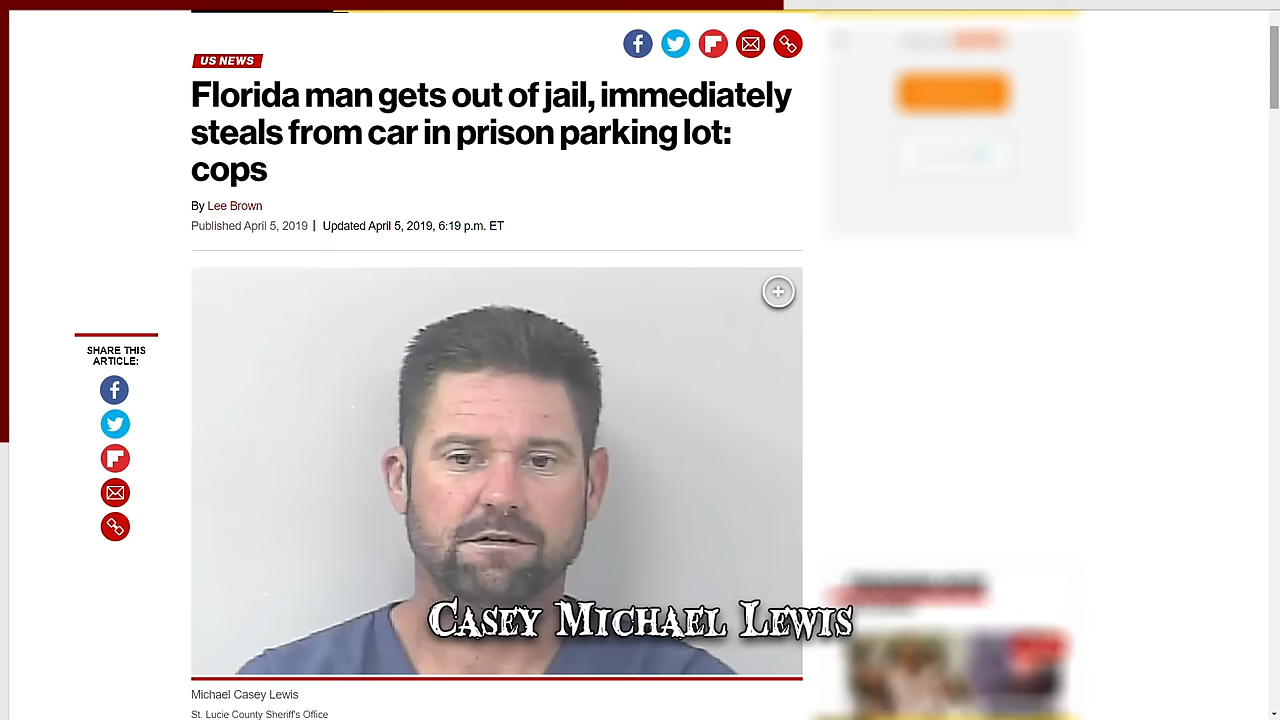 US NEWS
Florida man gets out of jail, immediately
steals from car in prison parking lot:
cops
By Lee Brown
Published April 5, 2019 | Updated April 5, 2019, 6:19 p.m. ET
SHARE THIS
ARTICLE:
CASEY MICHAEL LEWIS
Michael Casey Lewis
St. Lucie County Sheriff's Office